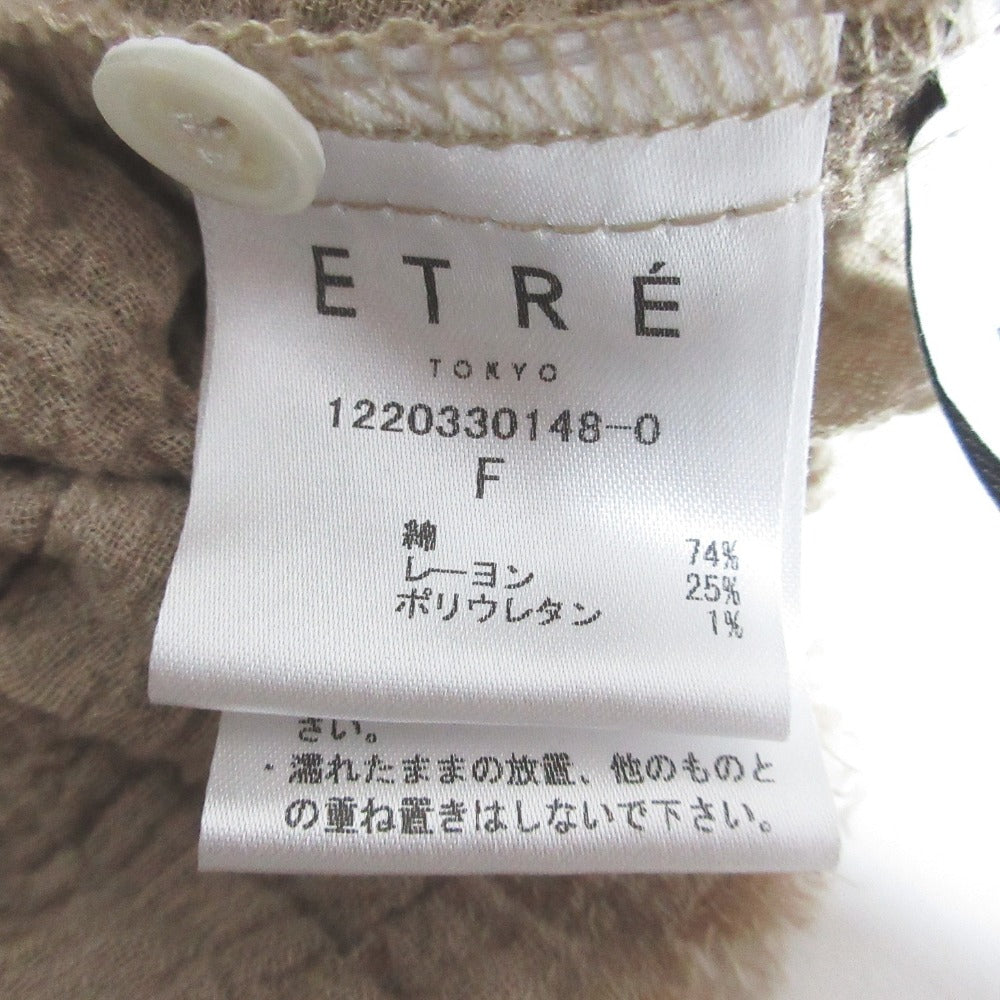 ETRÉ
TOKYO
1220330148-0
F
綿 74%
レーヨン 25%
ポリウレタン 1%
さい。
・濡れたままの放置、他のものと
の重ね置きはしないで下さい。